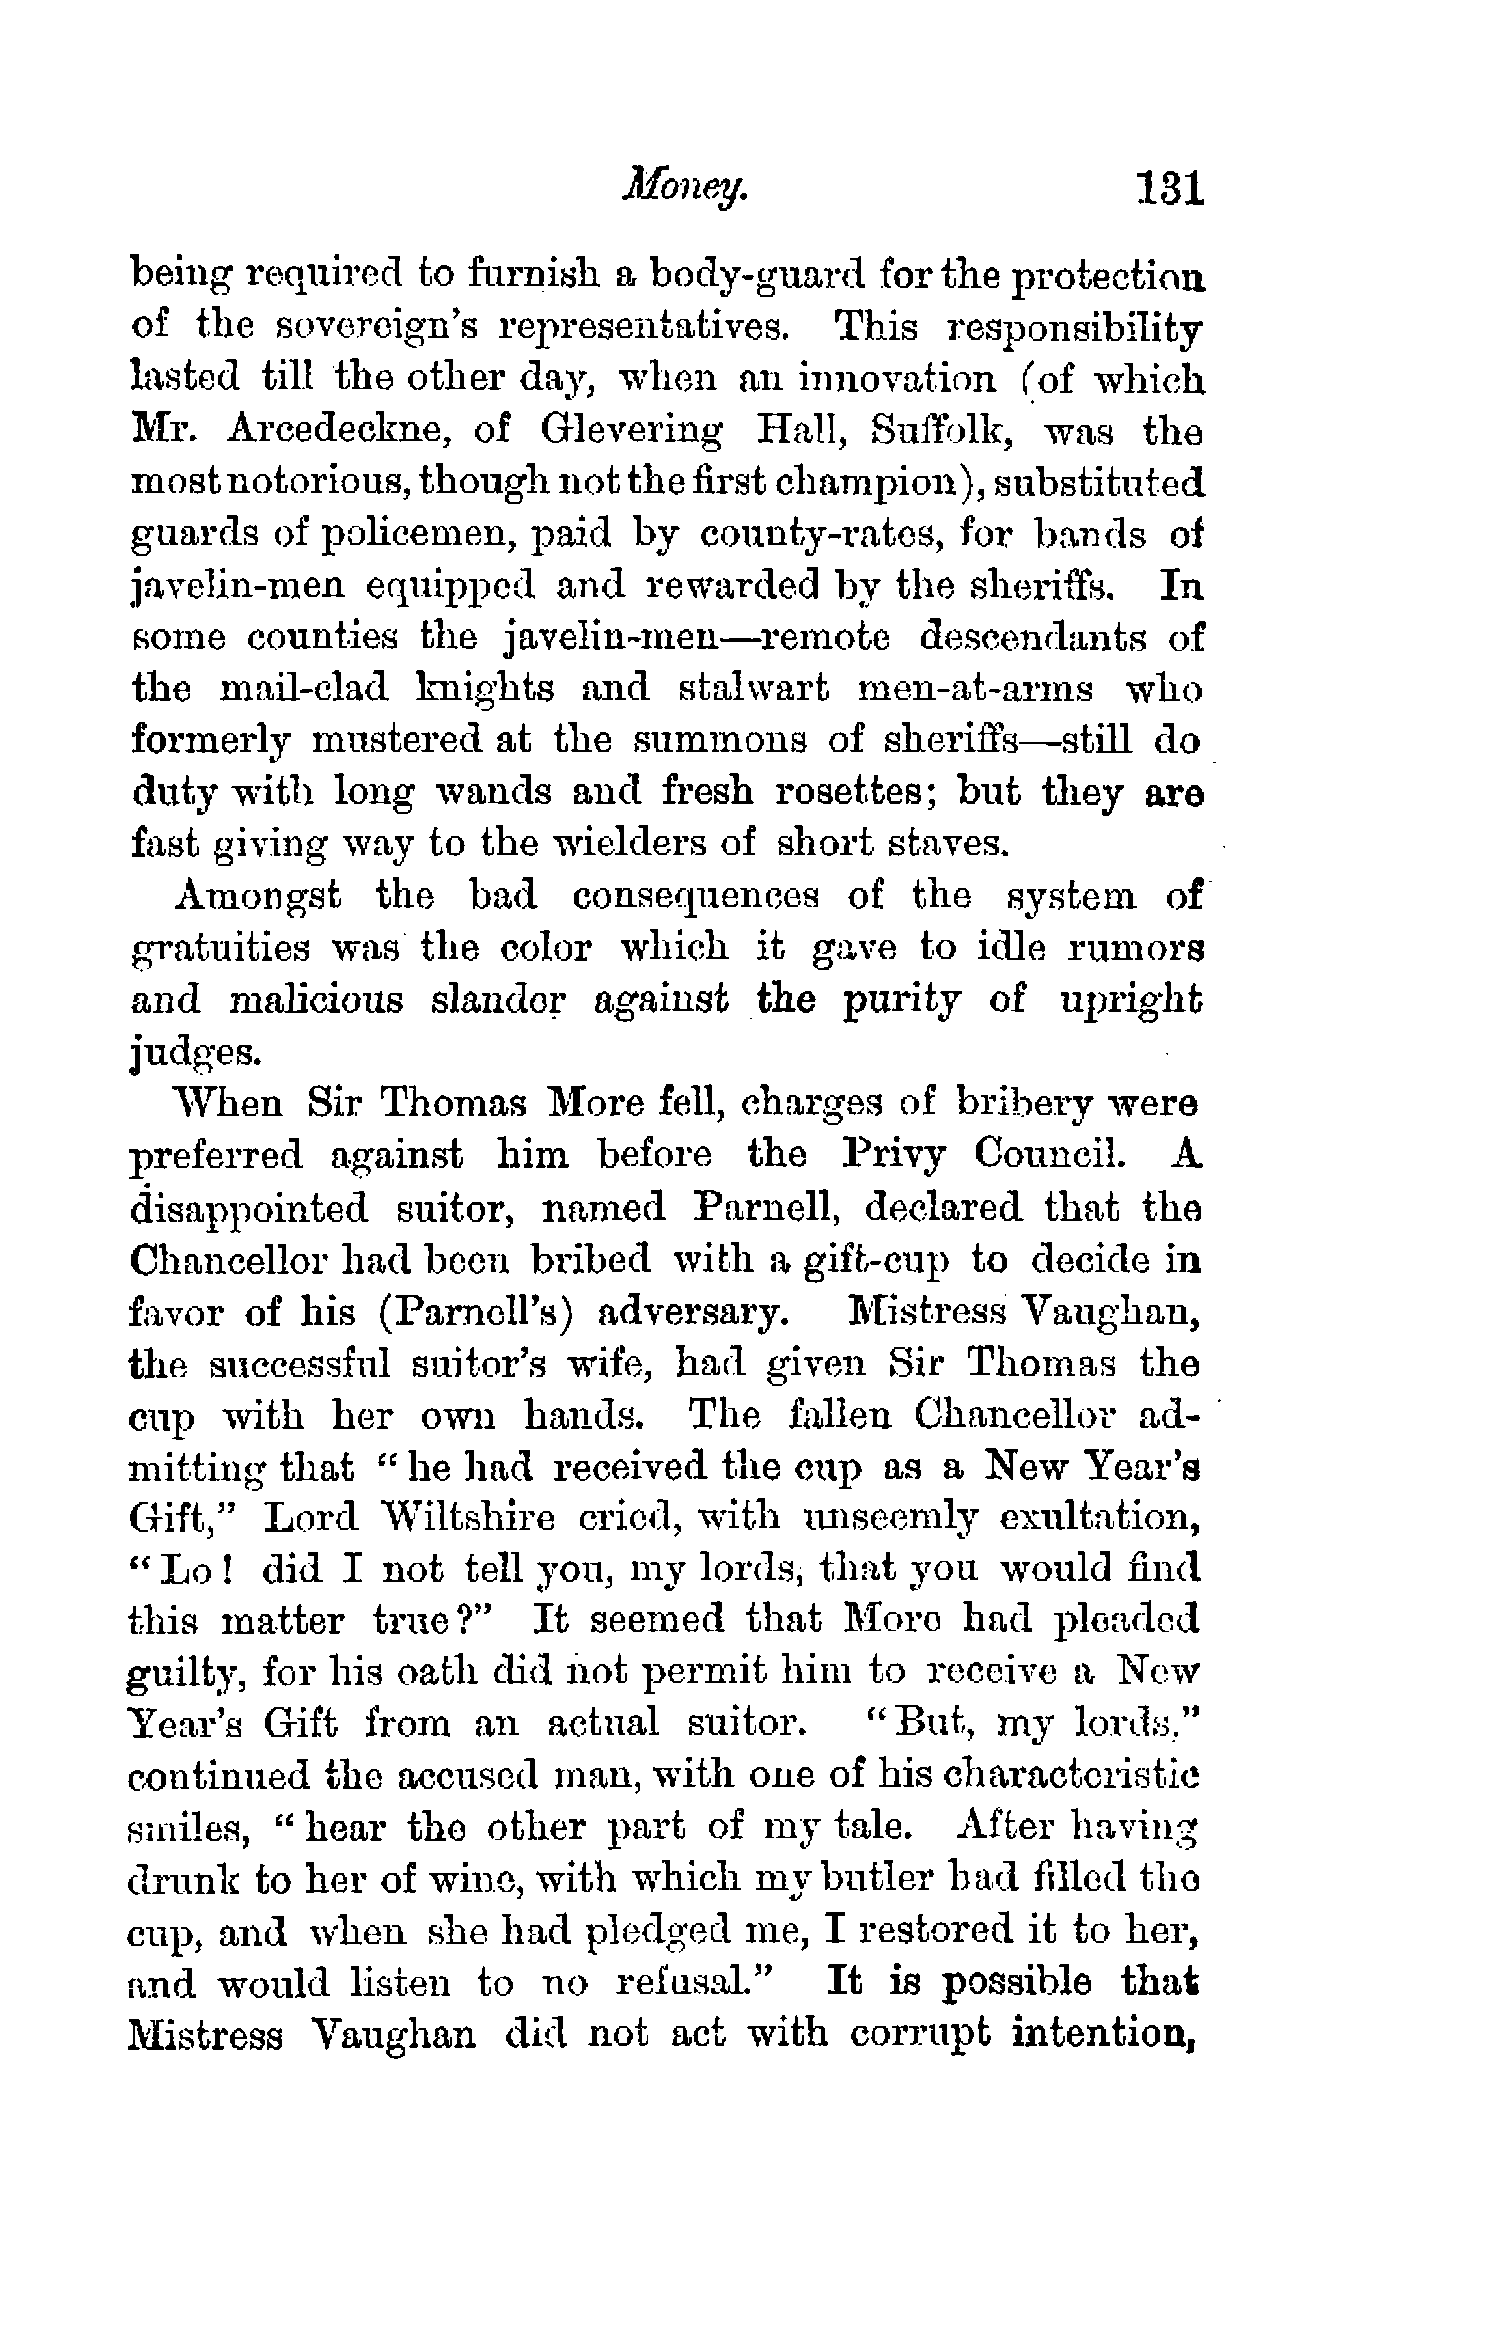 Money. 131
being required to furnish a body-guard for the protection
of the sovereign's representatives. This responsibility
lasted till the other day, when an innovation (of which
Mr. Arcedeckne, of Glevering Hall, Suffolk, was the
most notorious, though not the first champion), substituted
guards of policemen, paid by county-rates, for bands of
javelin-men equipped and rewarded by the sheriffs. In
some counties the javelin-men—remote descendants of
the mail-clad knights and stalwart men-at-arms who
formerly mustered at the summons of sheriffs—still do
duty with long wands and fresh rosettes; but they are
fast giving way to the wielders of short staves.
Amongst the bad consequences of the system of
gratuities was the color which it gave to idle rumors
and malicious slander against the purity of upright
judges.
When Sir Thomas More fell, charges of bribery were
preferred against him before the Privy Council. A
disappointed suitor, named Parnell, declared that the
Chancellor had been bribed with a gift-cup to decide in
favor of his (Parnell's) adversary. Mistress Vaughan,
the successful suitor's wife, had given Sir Thomas the
cup with her own hands. The fallen Chancellor ad-
mitting that "he had received the cup as a New Year's
Gift," Lord Wiltshire cried, with unseemly exultation,
"Lo! did I not tell you, my lords, that you would find
this matter true?" It seemed that More had pleaded
guilty, for his oath did not permit him to receive a New
Year's Gift from an actual suitor. "But, my lords,"
continued the accused man, with one of his characteristic
smiles, "hear the other part of my tale. After having
drunk to her of wine, with which my butler had filled the
cup, and when she had pledged me, I restored it to her,
and would listen to no refusal." It is possible that
Mistress Vaughan did not act with corrupt intention,